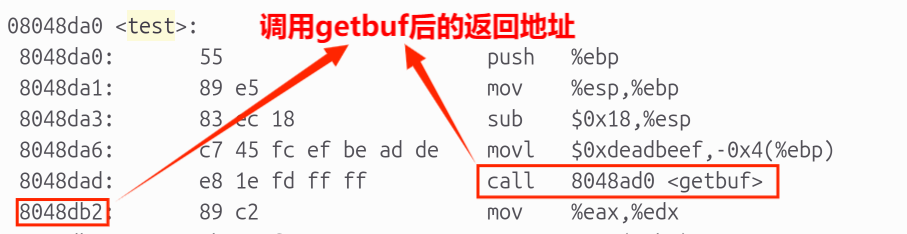 08048da0 <test>: 调用getbuf后的返回地址
8048da0: 55 push %ebp
8048da1: 89 e5 mov %esp,%ebp
8048da3: 83 ec 18 sub $0x18,%esp
8048da6: c7 45 fc ef be ad de movl $0xdeadbeef,-0x4(%ebp)
8048dad: e8 1e fd ff ff call 8048ad0 <getbuf>
8048db2: 89 c2 mov %eax,%edx